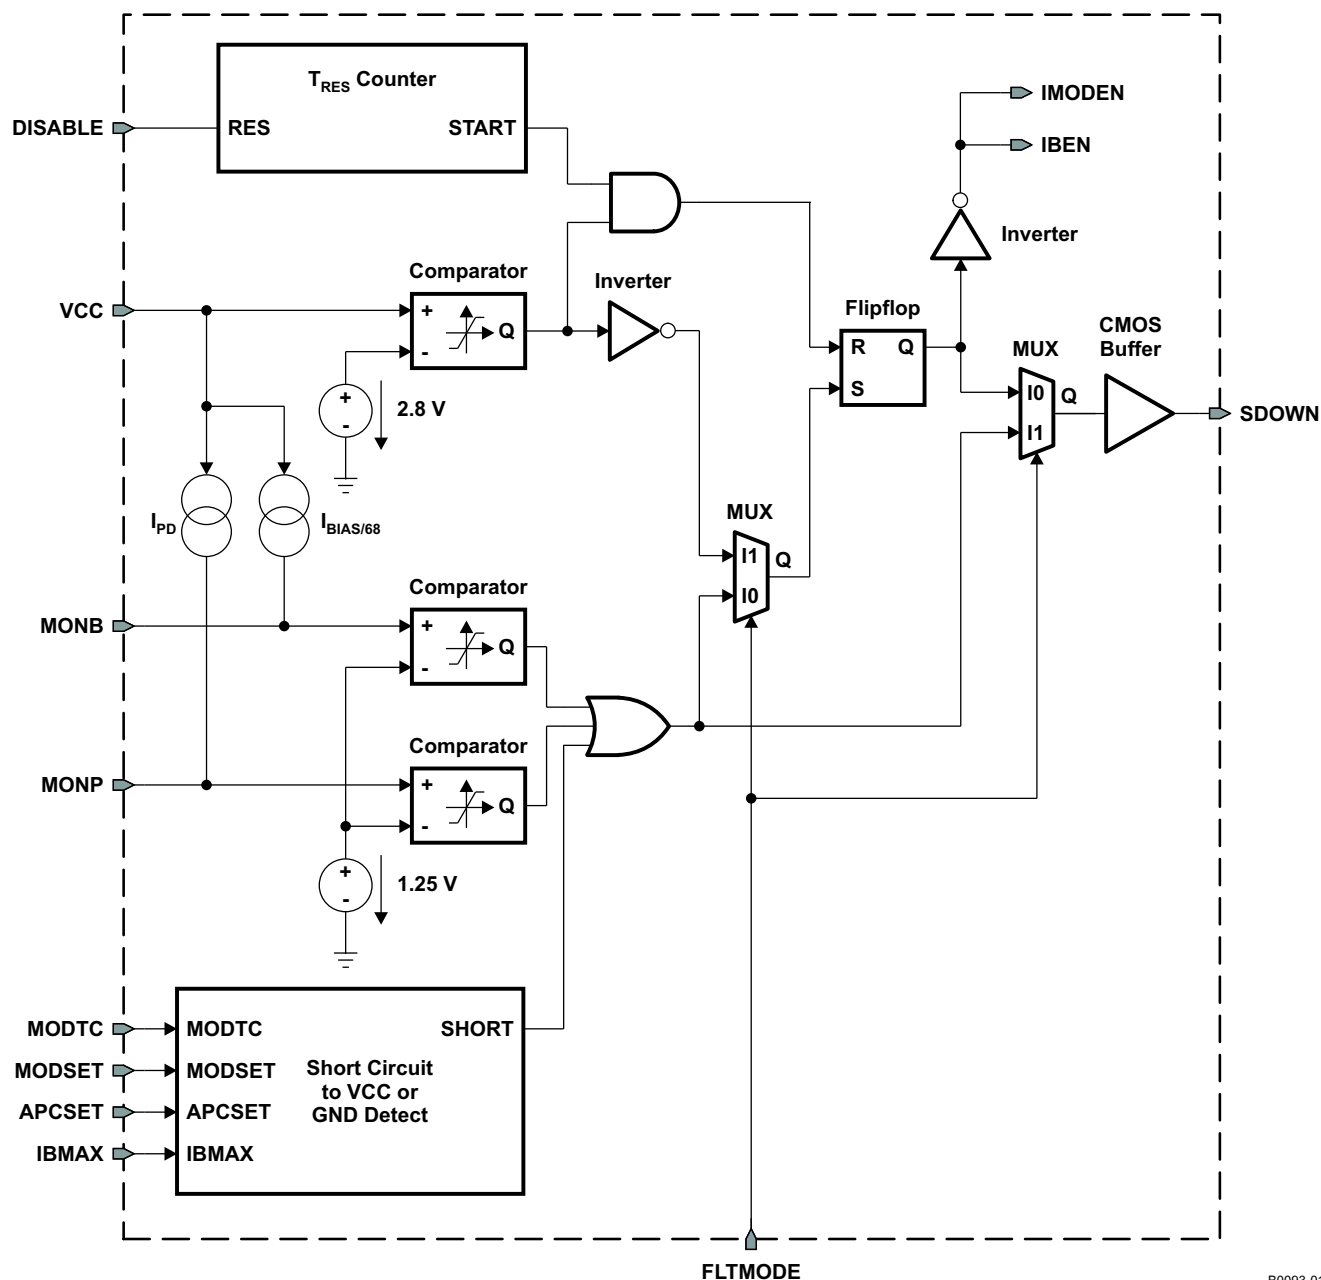 T_RES Counter
DISABLE
RES
START
IMODEN
IBEN
Inverter
VCC
Comparator
+
Q
-
Inverter
+
-
2.8 V
Flipflop
R
Q
S
MUX
I0
Q
I1
CMOS
Buffer
SDOWN
I_PD
I_BIAS/68
MUX
I1
Q
I0
MONB
Comparator
+
Q
-
MONP
Comparator
+
Q
-
+
-
1.25 V
MODTC
MODSET
APCSET
IBMAX
MODTC
MODSET
APCSET
IBMAX
SHORT
Short Circuit
to VCC or
GND Detect
FLTMODE